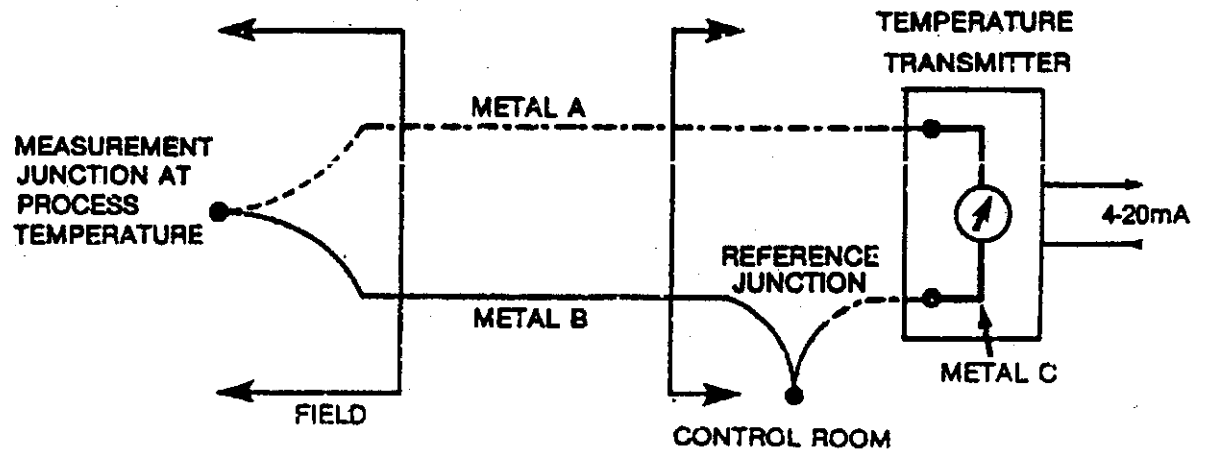 TEMPERATURE
TRANSMITTER
METAL A
MEASUREMENT
JUNCTION AT
PROCESS
TEMPERATURE
4-20mA
REFERENCE
JUNCTION
METAL B
METAL C
FIELD
CONTROL ROOM